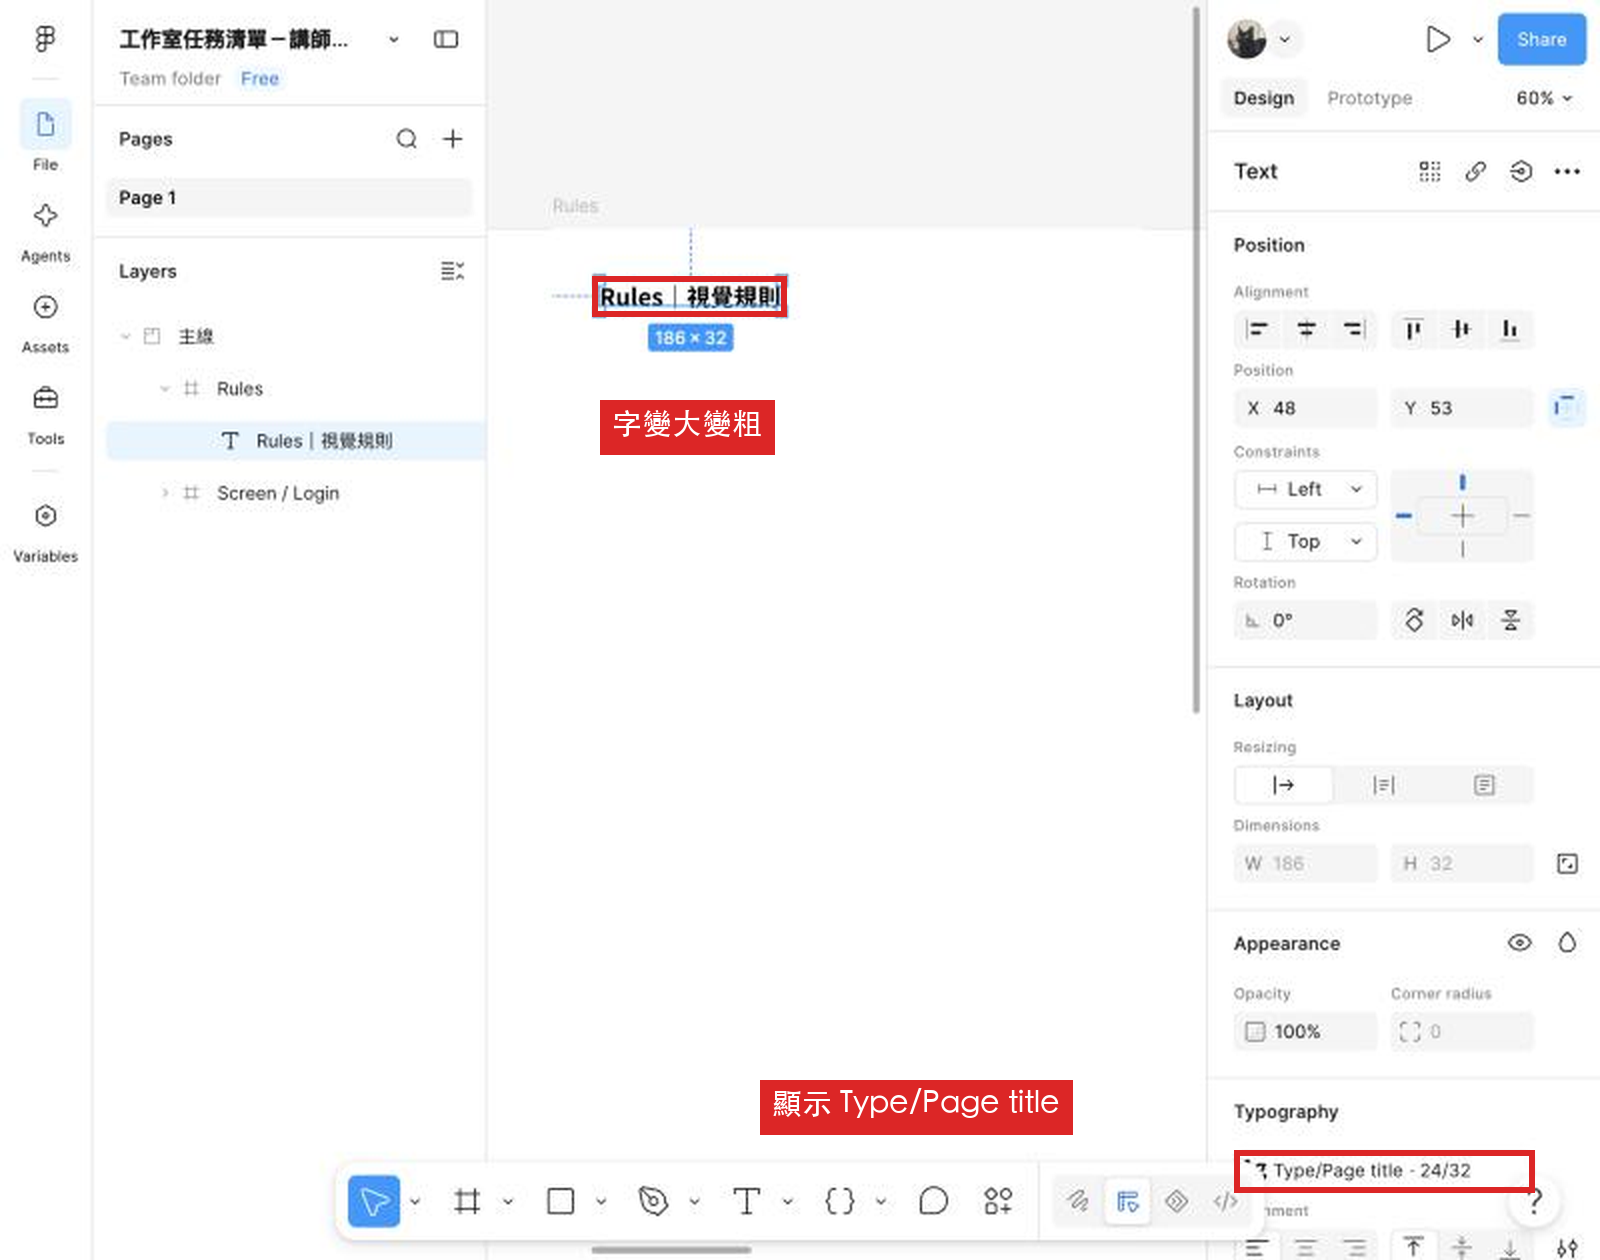 工作室任務清單－講師...
Team folder Free
File
Agents
Assets
Tools
Variables
Pages
Page 1
Layers
主線
Rules
Rules｜視覺規則
Screen / Login
Rules
Rules｜視覺規則
186 × 32
字變大變粗
顯示 Type/Page title
Share
Design Prototype 60%
Text
Position
Alignment
Position
X 48 Y 53
Constraints
Left
Top
Rotation
0°
Layout
Resizing
Dimensions
W 186 H 32
Appearance
Opacity Corner radius
100% 0
Typography
Type/Page title · 24/32
nment
?